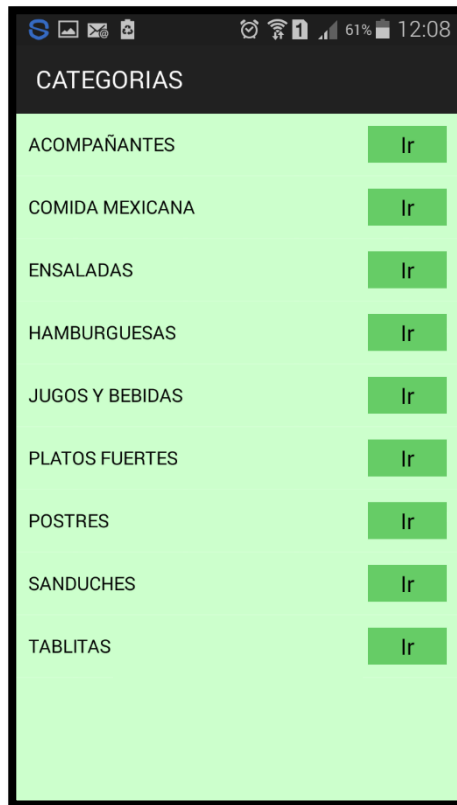 1 61% 12:08
CATEGORIAS
ACOMPAÑANTES Ir
COMIDA MEXICANA Ir
ENSALADAS Ir
HAMBURGUESAS Ir
JUGOS Y BEBIDAS Ir
PLATOS FUERTES Ir
POSTRES Ir
SANDUCHES Ir
TABLITAS Ir